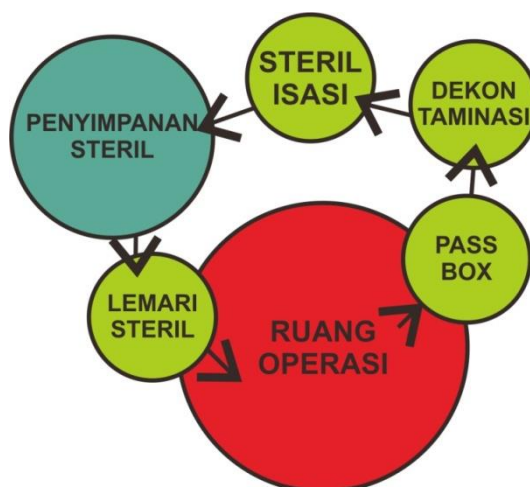 STERIL
ISASI
DEKON
TAMINASI
PENYIMPANAN
STERIL
PASS
BOX
LEMARI
STERIL
RUANG
OPERASI